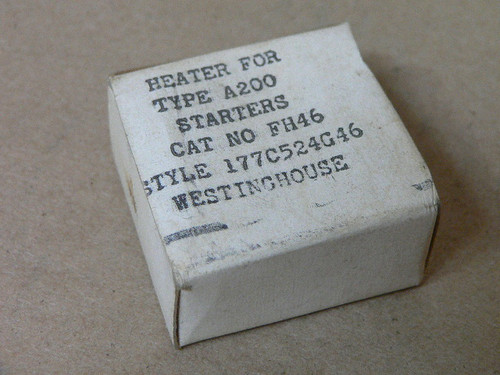 HEATER FOR
TYPE A200
STARTERS
CAT NO FH46
STYLE 177C524G46
WESTINGHOUSE